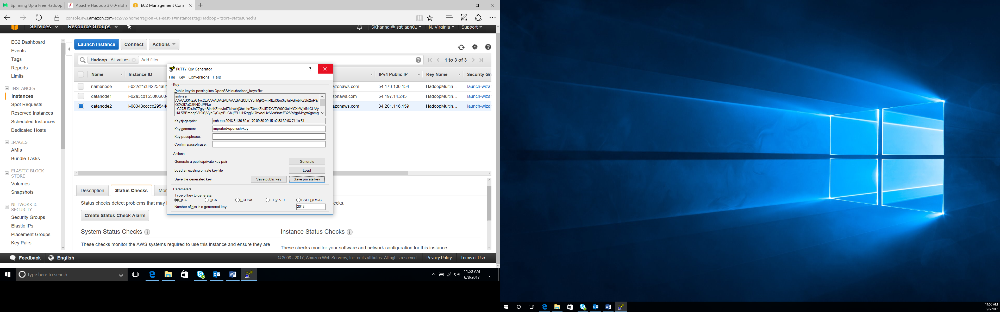 Spinning Up a Free Hadoop
Apache Hadoop 3.0.0-alpha
EC2 Management Cons
console.aws.amazon.com/ec2/v2/home?region=us-east-1#Instances:tag:Hadoop=*;sort=statusChecks
Services
Resource Groups
SKhanna @ sgt-apn01
N. Virginia
Support
EC2 Dashboard
Events
Tags
Reports
Limits
INSTANCES
Instances
Spot Requests
Reserved Instances
Scheduled Instances
Dedicated Hosts
IMAGES
AMIs
Bundle Tasks
ELASTIC BLOCK
STORE
Volumes
Snapshots
NETWORK &
SECURITY
Security Groups
Elastic IPs
Placement Groups
Key Pairs
Launch Instance
Connect
Actions
Hadoop : All values
Add filter
1 to 3 of 3
Name
Instance ID
IPv4 Public IP
Key Name
Security Gr
namenode
i-022cf1c842254a81
azonaws.com
54.173.106.154
HadoopMultin…
launch-wizar
datanode1
i-02a3cd1550f0603
zonaws.com
54.197.14.245
HadoopMultin…
launch-wizar
datanode2
i-08343ccccc29544
azonaws.com
34.201.116.159
HadoopMultin…
launch-wizar
PuTTY Key Generator
?
File
Key
Conversions
Help
Key
Public key for pasting into OpenSSH authorized_keys file:
ssh-rsa
Key fingerprint:
ssh-rsa 2048 5d:36:60:c1:70:09:30:09:15:a2:58:39:98:74:1a:51
Key comment:
imported-openssh-key
Key passphrase:
Confirm passphrase:
Actions
Generate a public/private key pair
Generate
Load an existing private key file
Load
Save the generated key
Save public key
Save private key
Parameters
Type of key to generate:
RSA
DSA
ECDSA
ED25519
SSH-1 (RSA)
Number of bits in a generated key:
2048
Description
Status Checks
Mor
Status checks detect problems that may i
ecks.
Create Status Check Alarm
System Status Checks
These checks monitor the AWS systems required to use this instance and ensure they are
Instance Status Checks
These checks monitor your software and network configuration for this instance.
Feedback
English
© 2008 - 2017, Amazon Web Services, Inc. or its affiliates. All rights reserved.
Privacy Policy
Terms of Use
Type here to search
11:50 AM
6/8/2017
11:50 AM
6/8/2017